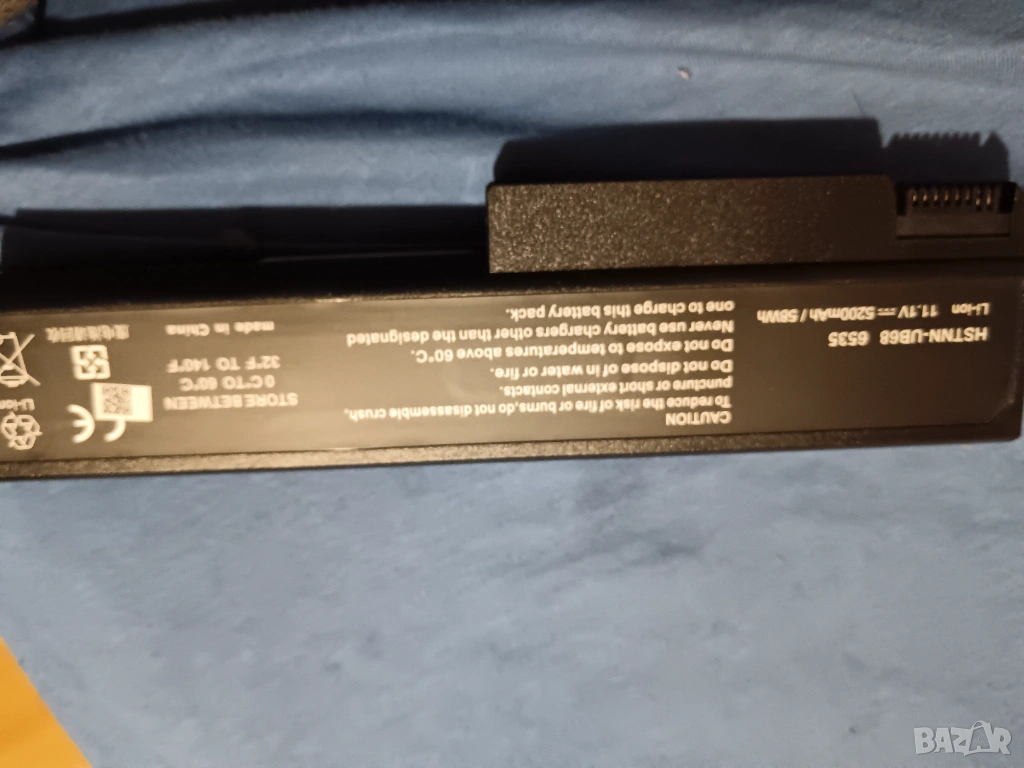 HSTNN-UB68 6535
Li-ion 11.1V 5200mAh / 58Wh
CAUTION
To reduce the risk of fire or burns,do not disassemble crush,
puncture or short external contacts.
Do not dispose of in water or fire.
Do not expose to temperatures above 60°C.
Never use battery chargers other than the designated
one to charge this battery pack.
STORE BETWEEN
0 C°TO 60°C
32°F TO 140°F
made in China
CE
Li-ion
BAZAR